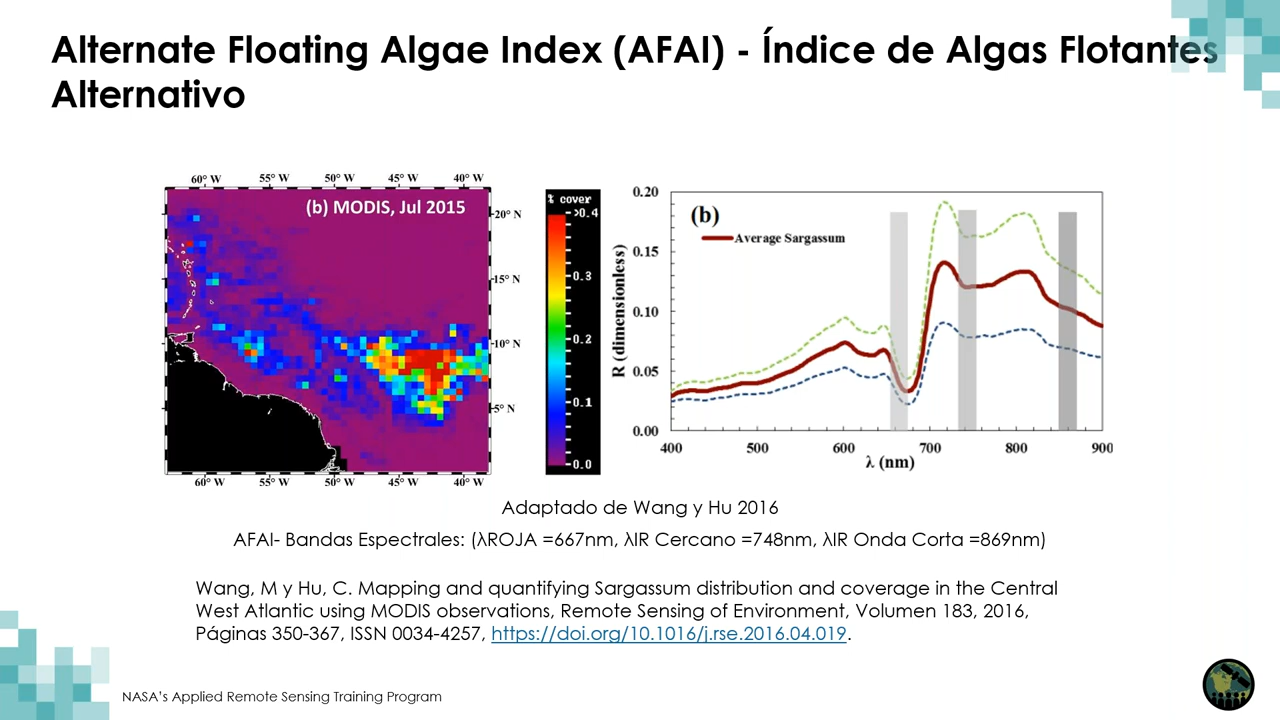 Alternate Floating Algae Index (AFAI) - Índice de Algas Flotantes
Alternativo
60° W 55° W 50° W 45° W 40° W
(b) MODIS, Jul 2015
20° N
15° N
10° N
5° N
60° W 55° W 50° W 45° W 40° W
% cover
>0.4
0.3
0.2
0.1
0.0
(b)
Average Sargassum
R (dimensionless)
0.20
0.15
0.10
0.05
0.00
400 500 600 700 800 900
λ (nm)
Adaptado de Wang y Hu 2016
AFAI- Bandas Espectrales: (λROJA =667nm, λIR Cercano =748nm, λIR Onda Corta =869nm)
Wang, M y Hu, C. Mapping and quantifying Sargassum distribution and coverage in the Central
West Atlantic using MODIS observations, Remote Sensing of Environment, Volumen 183, 2016,
Páginas 350-367, ISSN 0034-4257, https://doi.org/10.1016/j.rse.2016.04.019.
NASA's Applied Remote Sensing Training Program